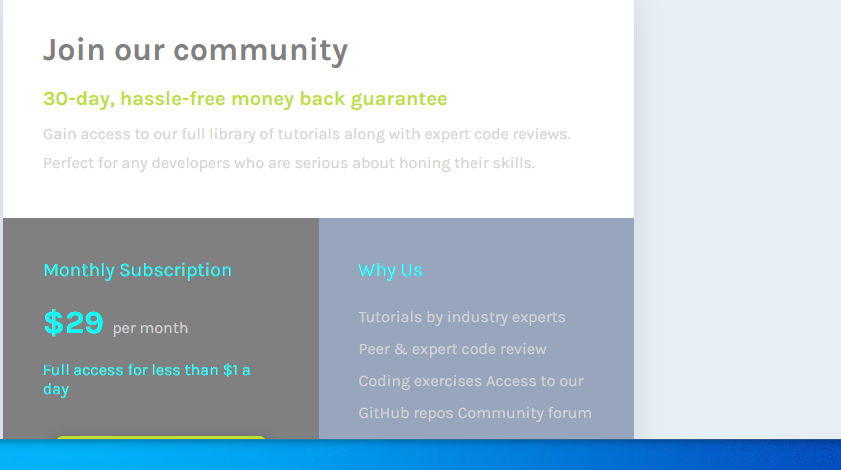 Join our community
30-day, hassle-free money back guarantee
Gain access to our full library of tutorials along with expert code reviews.
Perfect for any developers who are serious about honing their skills.
Monthly Subscription
$29 per month
Full access for less than $1 a
day
Why Us
Tutorials by industry experts
Peer & expert code review
Coding exercises Access to our
GitHub repos Community forum